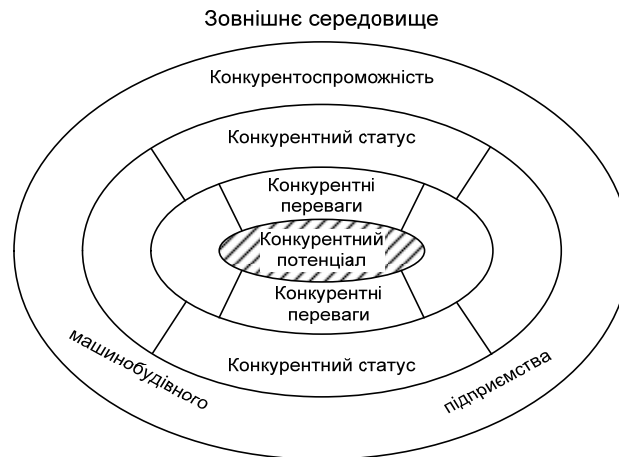 Зовнішнє середовище
Конкурентоспроможність
Конкурентний статус
Конкурентні
переваги
Конкурентний
потенціал
Конкурентні
переваги
Конкурентний статус
машинобудівного
підприємства